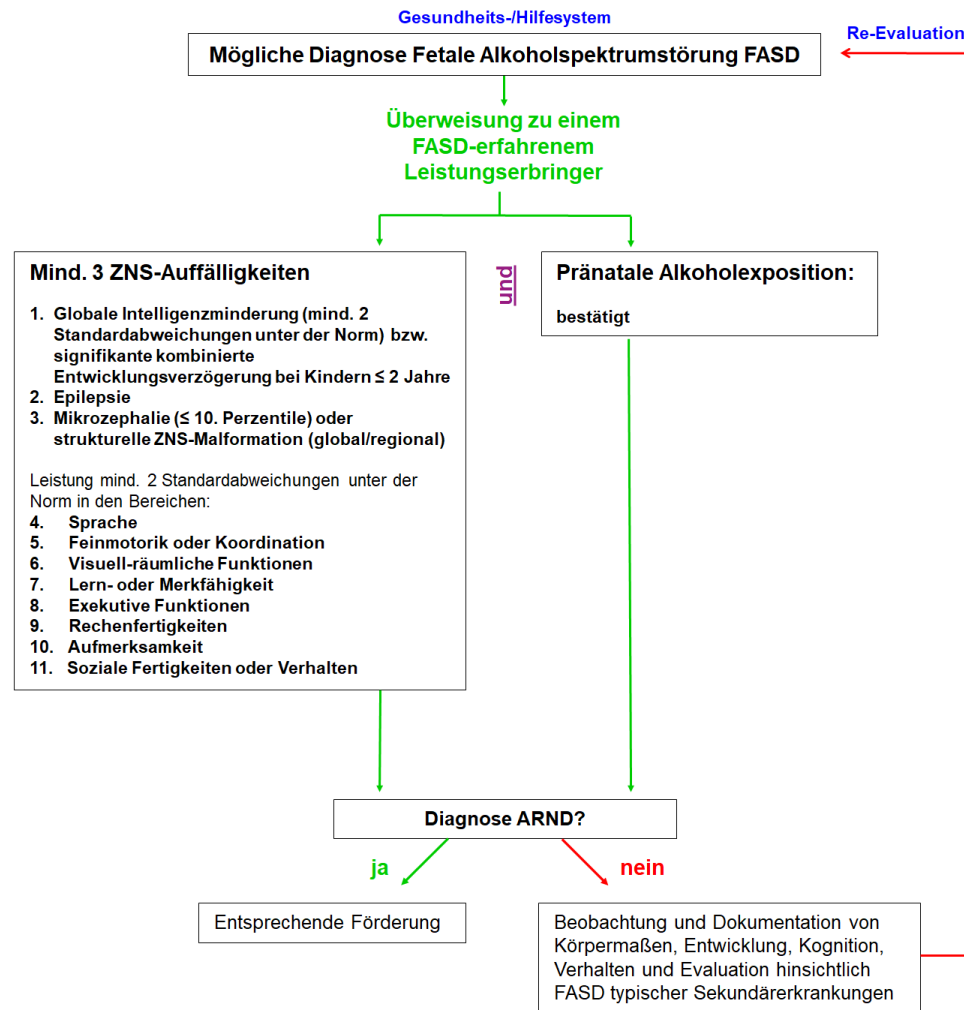 Gesundheits-/Hilfesystem
Re-Evaluation
Mögliche Diagnose Fetale Alkoholspektrumstörung FASD
Überweisung zu einem
FASD-erfahrenem
Leistungserbringer
Mind. 3 ZNS-Auffälligkeiten
1. Globale Intelligenzminderung (mind. 2
Standardabweichungen unter der Norm) bzw.
signifikante kombinierte
Entwicklungsverzögerung bei Kindern ≤ 2 Jahre
2. Epilepsie
3. Mikrozephalie (≤ 10. Perzentile) oder
strukturelle ZNS-Malformation (global/regional)
Leistung mind. 2 Standardabweichungen unter der
Norm in den Bereichen:
4. Sprache
5. Feinmotorik oder Koordination
6. Visuell-räumliche Funktionen
7. Lern- oder Merkfähigkeit
8. Exekutive Funktionen
9. Rechenfertigkeiten
10. Aufmerksamkeit
11. Soziale Fertigkeiten oder Verhalten
und
Pränatale Alkoholexposition:
bestätigt
Diagnose ARND?
ja
nein
Entsprechende Förderung
Beobachtung und Dokumentation von
Körpermaßen, Entwicklung, Kognition,
Verhalten und Evaluation hinsichtlich
FASD typischer Sekundärerkrankungen